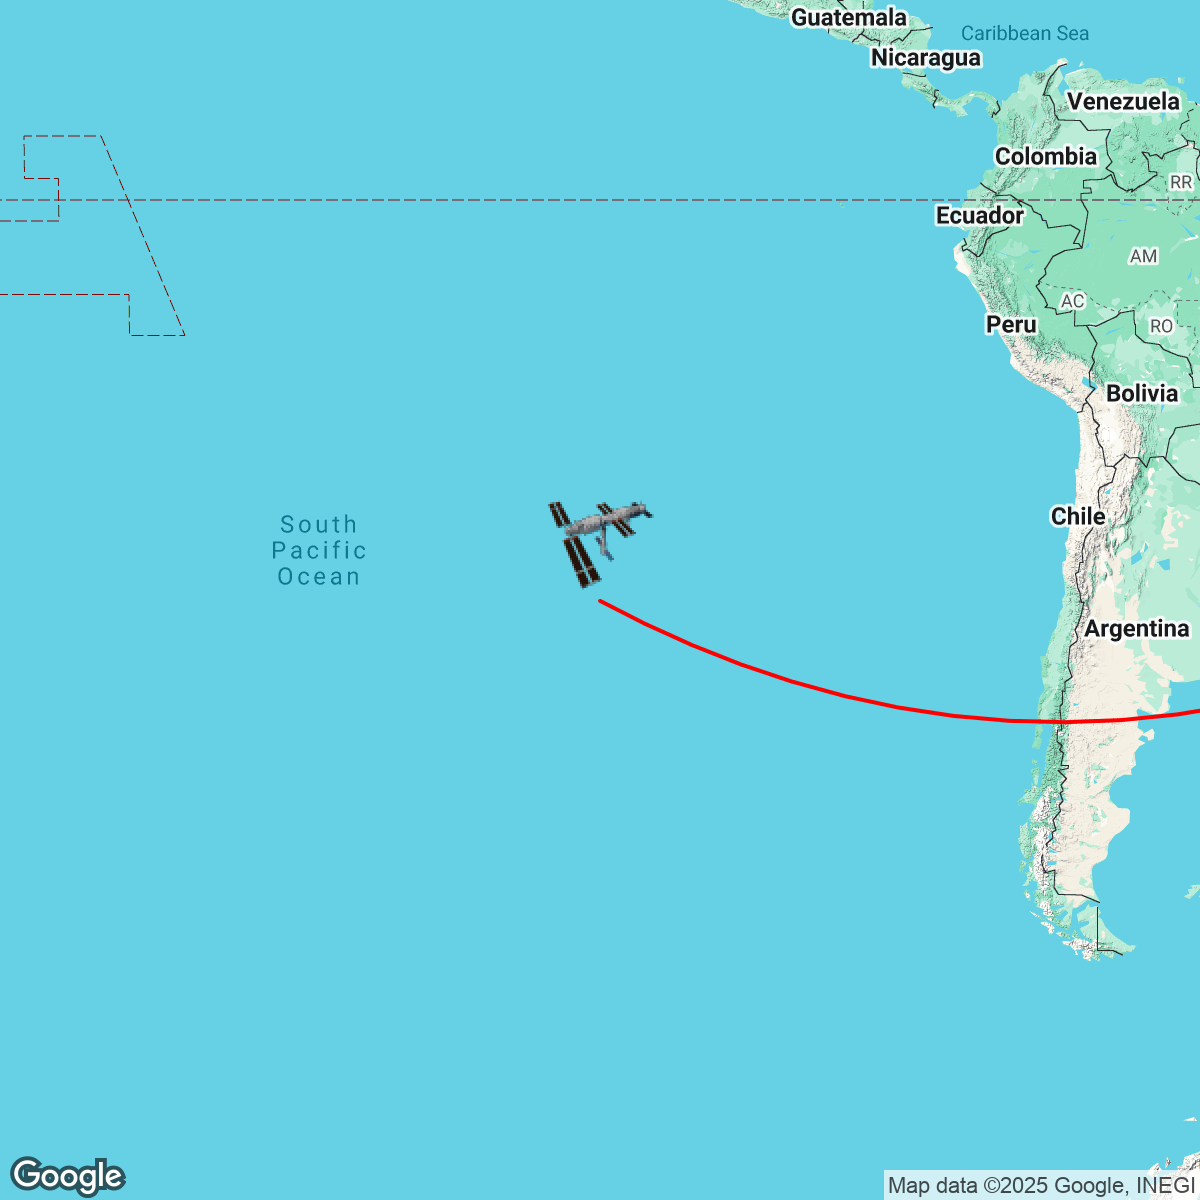 Guatemala
Caribbean Sea
Nicaragua
Venezuela
Colombia
RR
Ecuador
AM
AC
Peru
RO
Bolivia
South
Pacific
Ocean
Chile
Argentina
Google
Map data ©2025 Google, INEGI